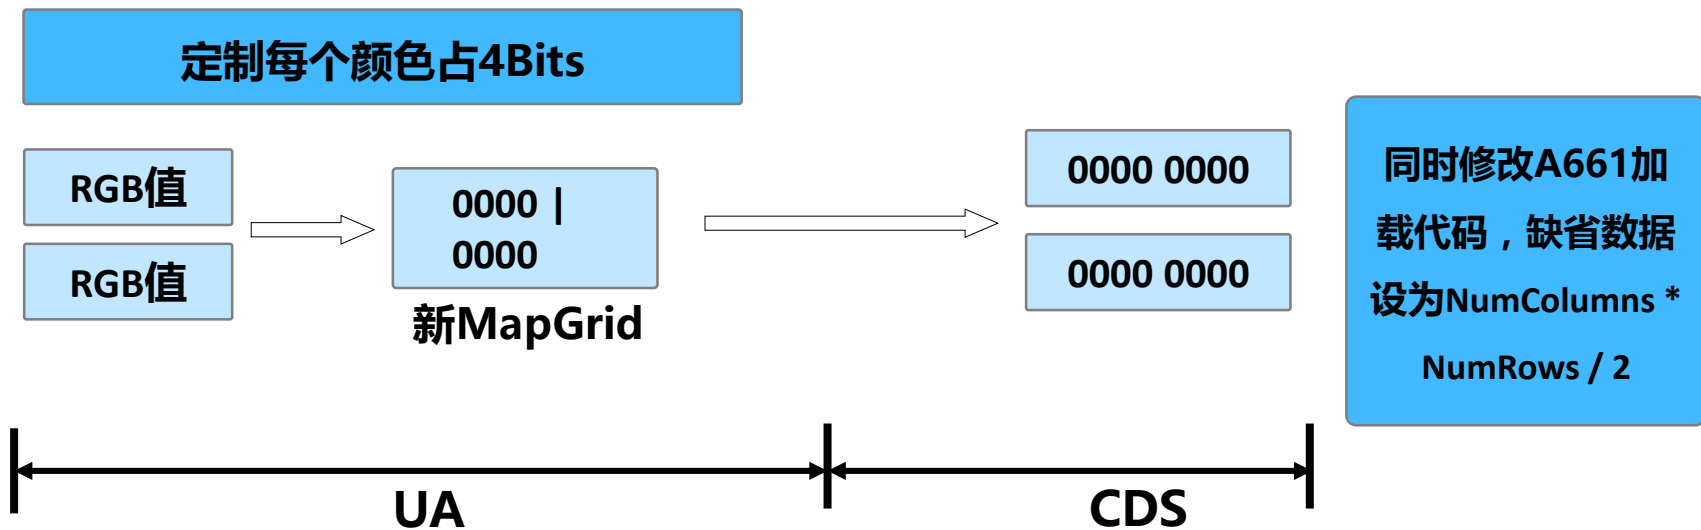 定制每个颜色占4Bits
RGB值
RGB值
0000 |
0000
新MapGrid
0000 0000
0000 0000
同时修改A661加
载代码，缺省数据
设为NumColumns *
NumRows / 2
UA
CDS